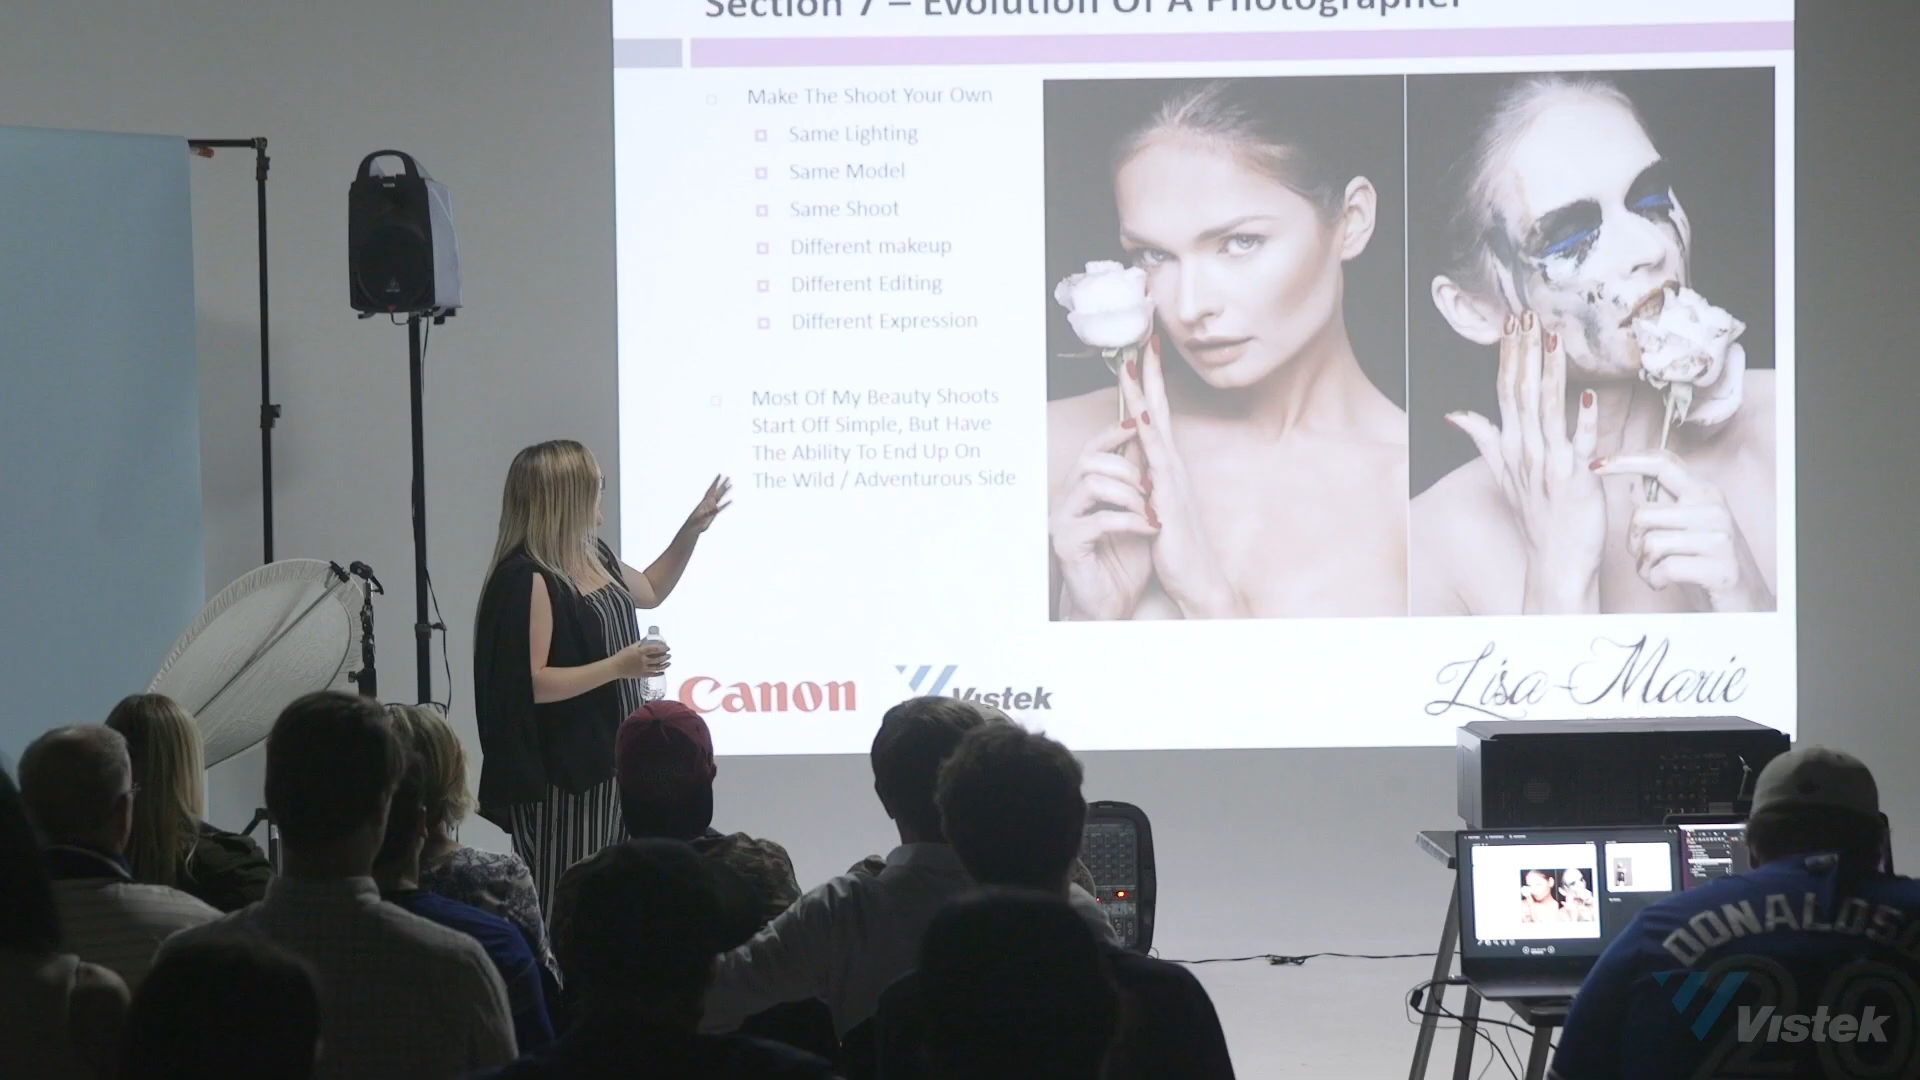 Section 7 – Evolution Of A Photographer
Make The Shoot Your Own
Same Lighting
Same Model
Same Shoot
Different makeup
Different Editing
Different Expression
Most Of My Beauty Shoots
Start Off Simple, But Have
The Ability To End Up On
The Wild / Adventurous Side
Canon
Vistek
Lisa-Marie
DONALDSO
20
Vistek